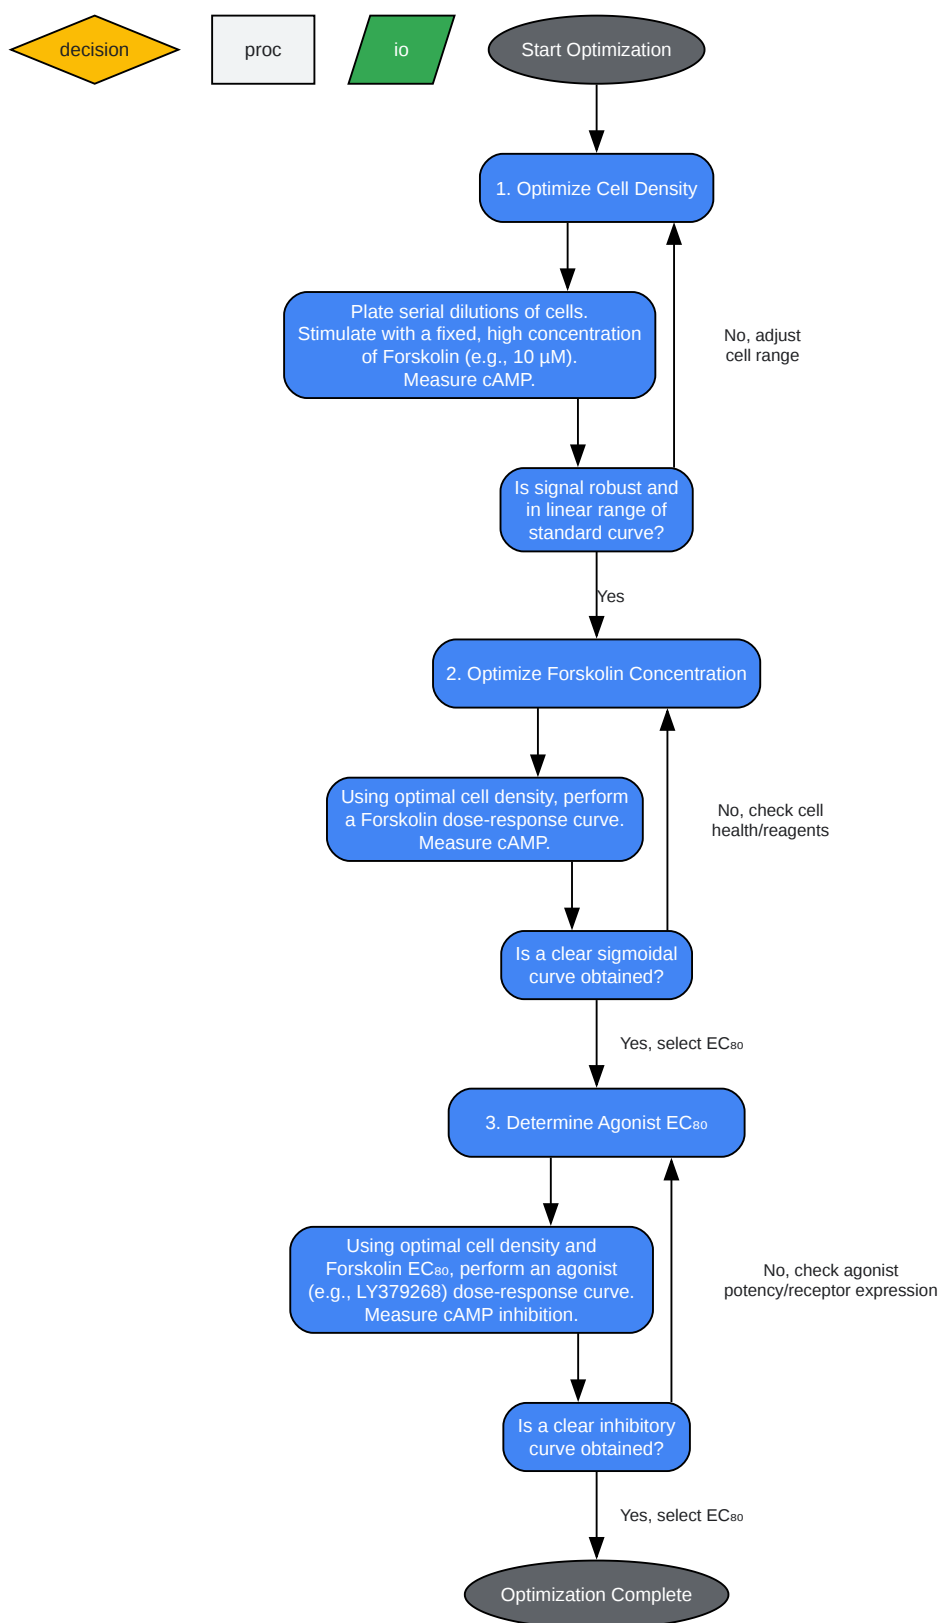 decision
proc
io
Start Optimization
1. Optimize Cell Density
Plate serial dilutions of cells.
Stimulate with a fixed, high concentration
of Forskolin (e.g., 10 µM).
Measure cAMP.
No, adjust
cell range
Is signal robust and
in linear range of
standard curve?
Yes
2. Optimize Forskolin Concentration
Using optimal cell density, perform
a Forskolin dose-response curve.
Measure cAMP.
No, check cell
health/reagents
Is a clear sigmoidal
curve obtained?
Yes, select EC₈₀
3. Determine Agonist EC₈₀
Using optimal cell density and
Forskolin EC₈₀, perform an agonist
(e.g., LY379268) dose-response curve.
Measure cAMP inhibition.
No, check agonist
potency/receptor expression
Is a clear inhibitory
curve obtained?
Yes, select EC₈₀
Optimization Complete